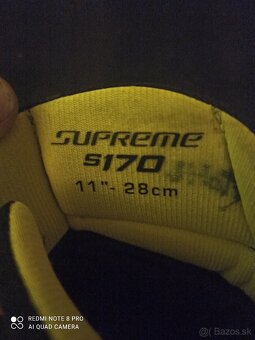 SUPREME
S170
11"- 28cm
REDMI NOTE 8 PRO
AI QUAD CAMERA
Bazos.sk